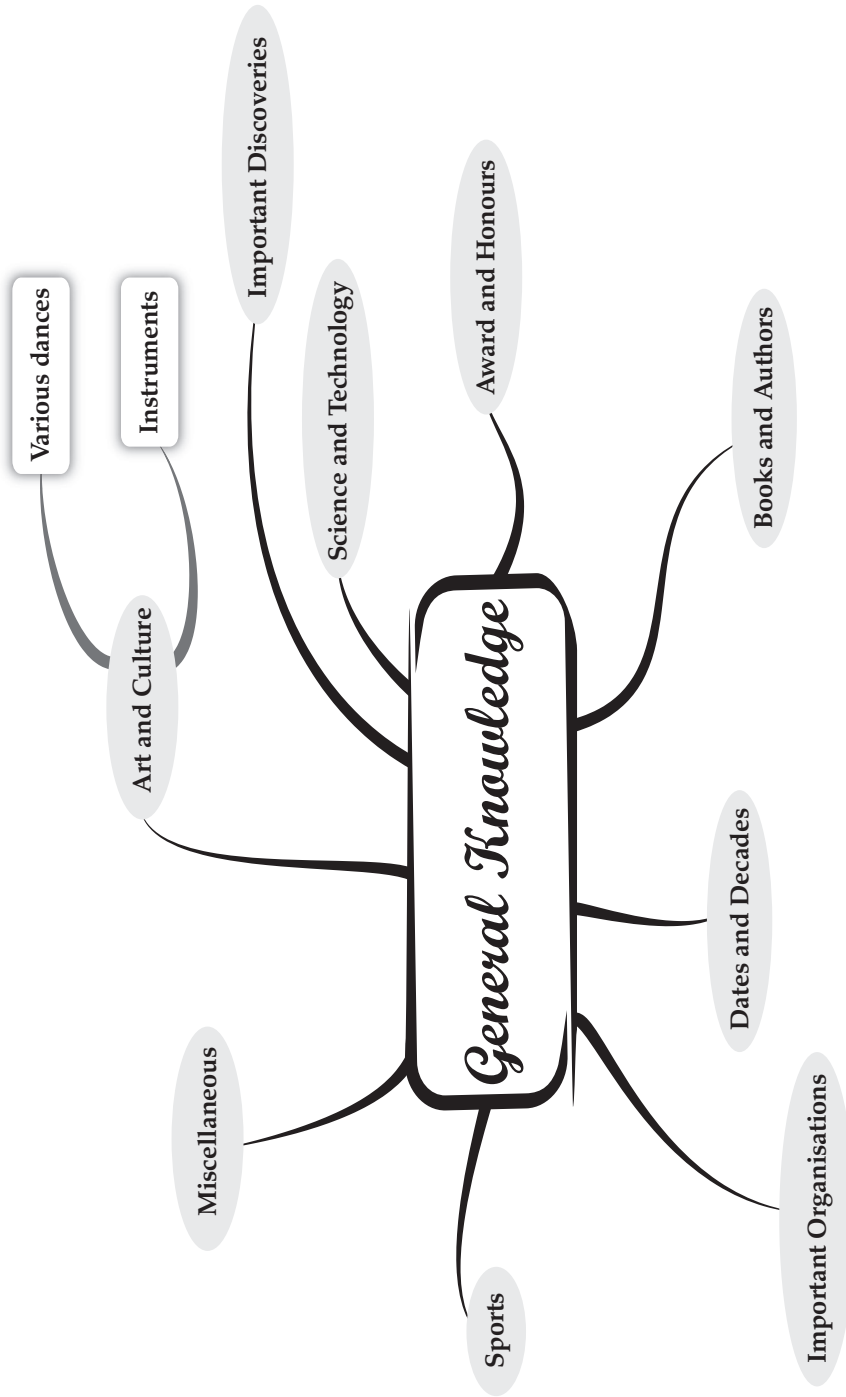 General Knowledge
Various dances
Instruments
Art and Culture
Important Discoveries
Science and Technology
Award and Honours
Books and Authors
Dates and Decades
Important Organisations
Sports
Miscellaneous